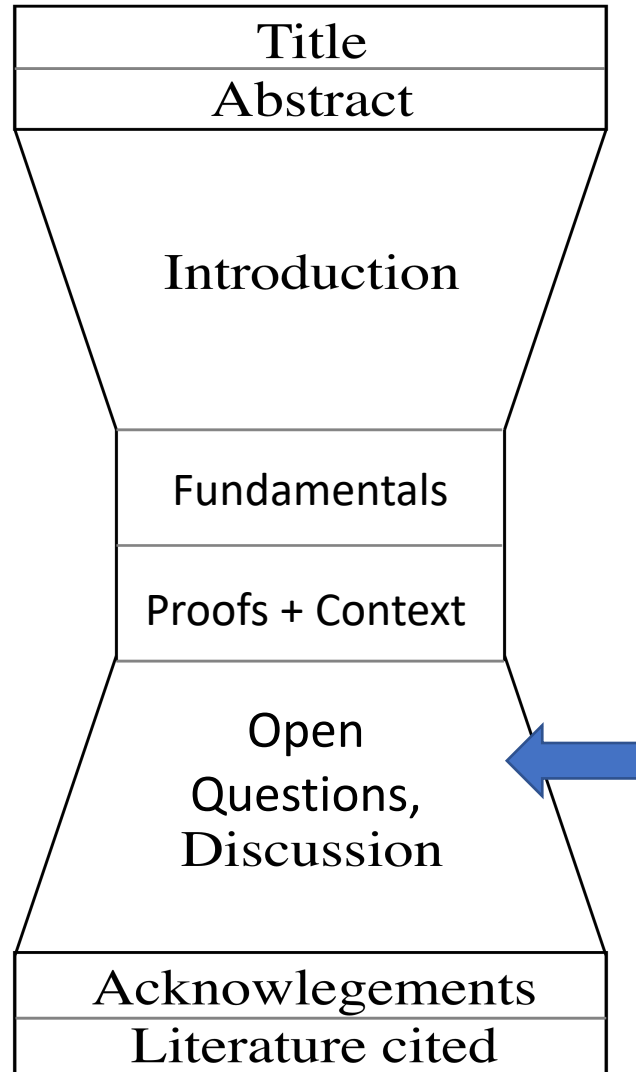 Title
Abstract
Introduction
Fundamentals
Proofs + Context
Open
Questions,
Discussion
Acknowlegements
Literature cited